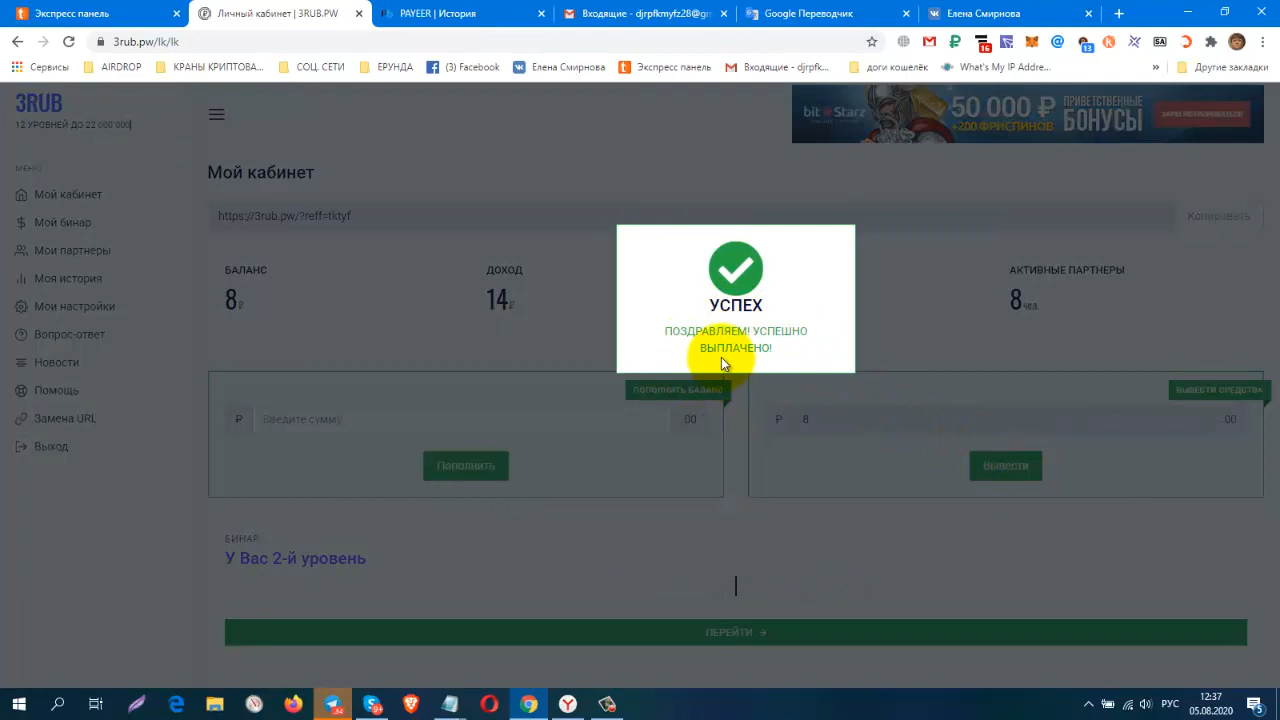 Экспресс панель
Личный кабинет | 3RUB.PW
PAYEER | История
Входящие - djrpfkmyfz28@gm
Google Переводчик
Елена Смирнова
3rub.pw/lk/lk
16
13
Сервисы
AIRDROP
КРАНЫ КРИПТОВА...
СОЦ. СЕТИ
ЕРУНДА
(3) Facebook
Елена Смирнова
Экспресс панель
Входящие - djrpfk...
доги кошелёк
What's My IP Addre...
»
Другие закладки
3RUB
12 УРОВНЕЙ ДО 22 000 000
bit STARZ
50 000 ₽
+200 ФРИСПИНОВ
ПРИВЕТСТВЕННЫЕ
БОНУСЫ
МЕНЮ
Мой кабинет
Мой бинар
Мои партнеры
Моя история
Мои настройки
Вопрос-ответ
Новости
Помощь
Замена URL
Выход
Мой кабинет
https://3rub.pw/?reff=tktyf
Копировать
БАЛАНС
8 ₽
ДОХОД
14 ₽
АКТИВНЫЕ ПАРТНЕРЫ
8 чел.
УСПЕХ
ПОЗДРАВЛЯЕМ! УСПЕШНО
ВЫПЛАЧЕНО!
ПОПОЛНИТЬ БАЛАНС
₽ Введите сумму .00
Пополнить
ВЫВЕСТИ СРЕДСТВА
₽ 8 .00
Вывести
БИНАР
У Вас 2-й уровень
ПЕРЕЙТИ →
РУС
12:37
05.08.2020
5